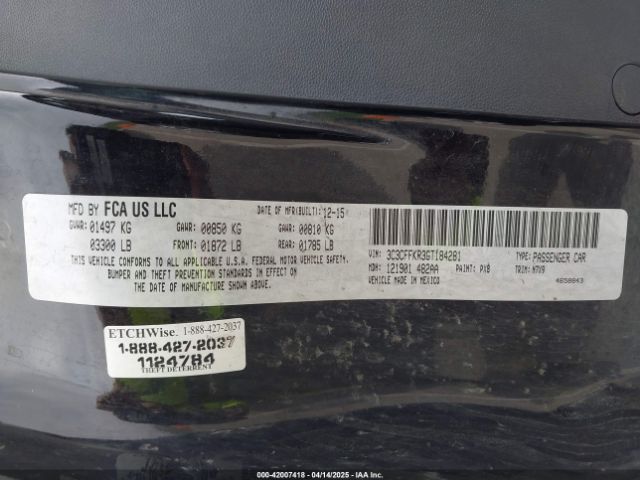 MFD BY FCA US LLC
DATE OF MFR(BUILT) 12-15
GVWR: 01497 KG GAWR: 00850 KG GAWR: 00810 KG
03300 LB FRONT: 01872 LB REAR: 01785 LB
THIS VEHICLE CONFORMS TO ALL APPLICABLE U.S.A. FEDERAL MOTOR VEHICLE SAFETY,
BUMPER AND THEFT PREVENTION STANDARDS IN EFFECT ON
THE DATE OF MANUFACTURE SHOWN ABOVE.
VIN: 3C3CFFKR3GT184281 TYPE: PASSENGER CAR
MDH: 121901 482AA PAINT: PX8 TRIM: N7V9
VEHICLE MADE IN MEXICO 4658843
ETCHWise. 1-888-427-2037
1-888-427-2037
1124784
THEFT DETERRENT
000-42007418 - 04/14/2025 - IAAI.COM